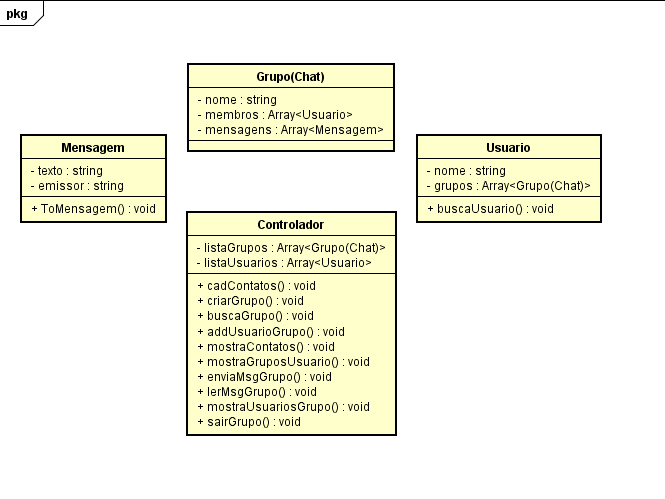 pkg
Grupo(Chat)
- nome : string
- membros : Array<Usuario>
- mensagens : Array<Mensagem>
Mensagem
- texto : string
- emissor : string
+ ToMensagem() : void
Usuario
- nome : string
- grupos : Array<Grupo(Chat)>
+ buscaUsuario() : void
Controlador
- listaGrupos : Array<Grupo(Chat)>
- listaUsuarios : Array<Usuario>
+ cadContatos() : void
+ criarGrupo() : void
+ buscaGrupo() : void
+ addUsuarioGrupo() : void
+ mostraContatos() : void
+ mostraGruposUsuario() : void
+ enviaMsgGrupo() : void
+ lerMsgGrupo() : void
+ mostraUsuariosGrupo() : void
+ sairGrupo() : void